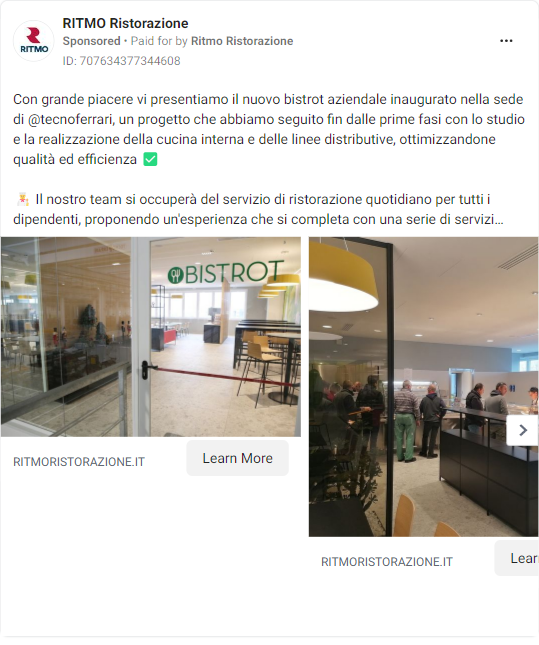 RITMO Ristorazione
Sponsored • Paid for by Ritmo Ristorazione
ID: 707634377344608
RITMO
Con grande piacere vi presentiamo il nuovo bistrot aziendale inaugurato nella sede
di @tecnoferrari, un progetto che abbiamo seguito fin dalle prime fasi con lo studio
e la realizzazione della cucina interna e delle linee distributive, ottimizzandone
qualità ed efficienza ✅
👨‍🍳 Il nostro team si occuperà del servizio di ristorazione quotidiano per tutti i
dipendenti, proponendo un'esperienza che si completa con una serie di servizi...
BISTROT
RITMORISTORAZIONE.IT
Learn More
RITMORISTORAZIONE.IT
Lear